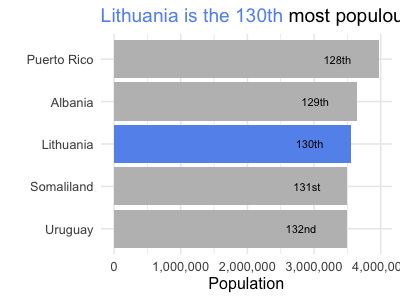 Lithuania is the 130th most populou
Puerto Rico 128th
Albania 129th
Lithuania 130th
Somaliland 131st
Uruguay 132nd
0 1,000,000 2,000,000 3,000,000 4,000,00
Population